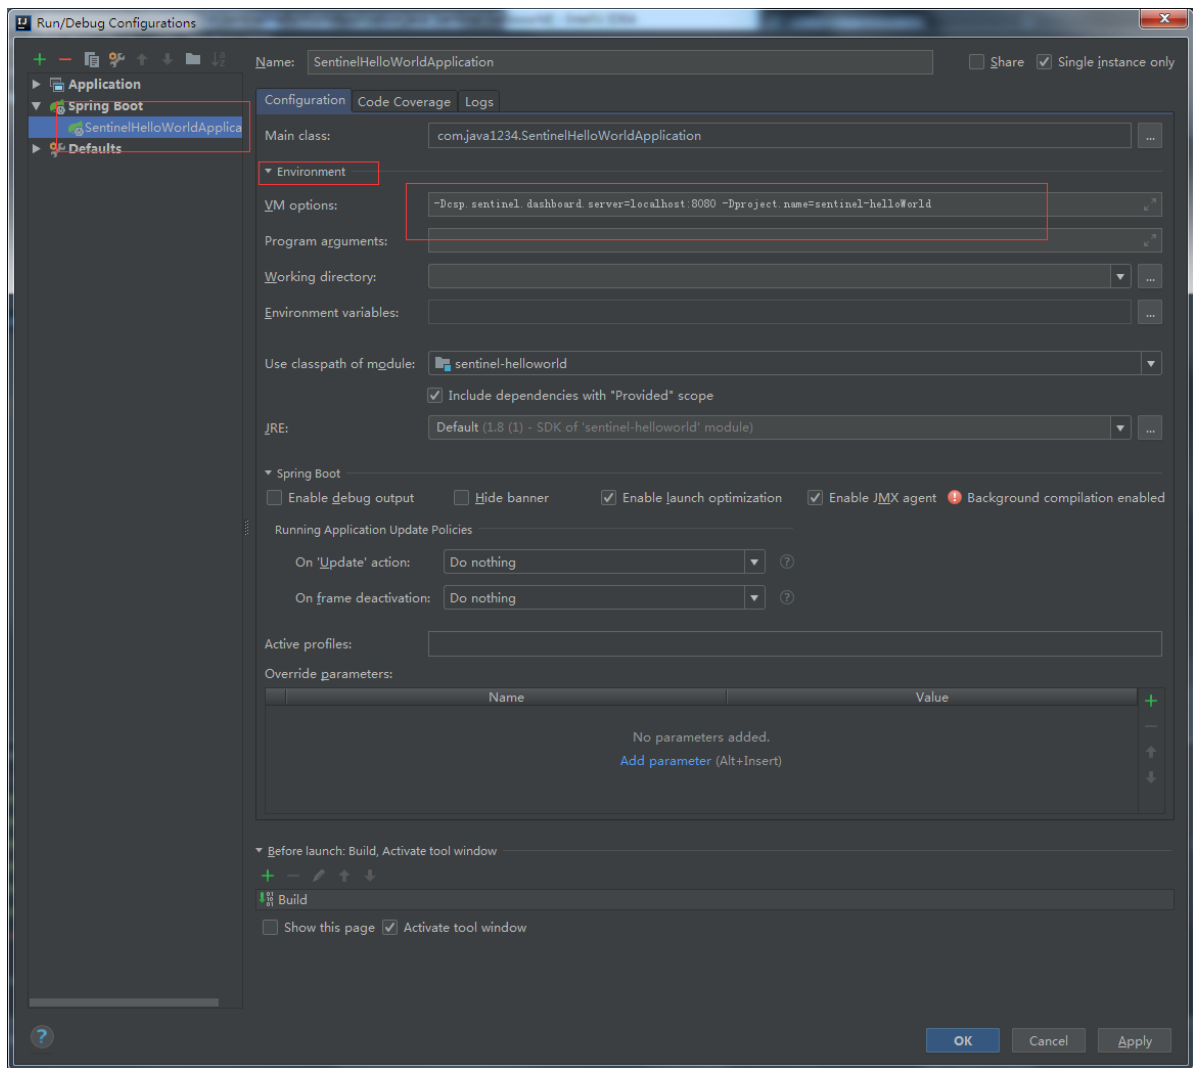 Run/Debug Configurations
Name: SentinelHelloWorldApplication Share Single instance only
Application
Spring Boot
SentinelHelloWorldApplica
Defaults
Configuration Code Coverage Logs
Main class: com.java1234.SentinelHelloWorldApplication ...
Environment
VM options: -Dcsp.sentinel.dashboard.server=localhost:8080 -Dproject.name=sentinel-helloWorld
Program arguments:
Working directory: ...
Environment variables: ...
Use classpath of module: sentinel-helloworld
Include dependencies with "Provided" scope
JRE: Default (1.8 (1) - SDK of 'sentinel-helloworld' module) ...
Spring Boot
Enable debug output Hide banner Enable launch optimization Enable JMX agent Background compilation enabled
Running Application Update Policies
On 'Update' action: Do nothing ?
On frame deactivation: Do nothing ?
Active profiles:
Override parameters:
Name Value
No parameters added.
Add parameter (Alt+Insert)
Before launch: Build, Activate tool window
Build
Show this page Activate tool window
? OK Cancel Apply